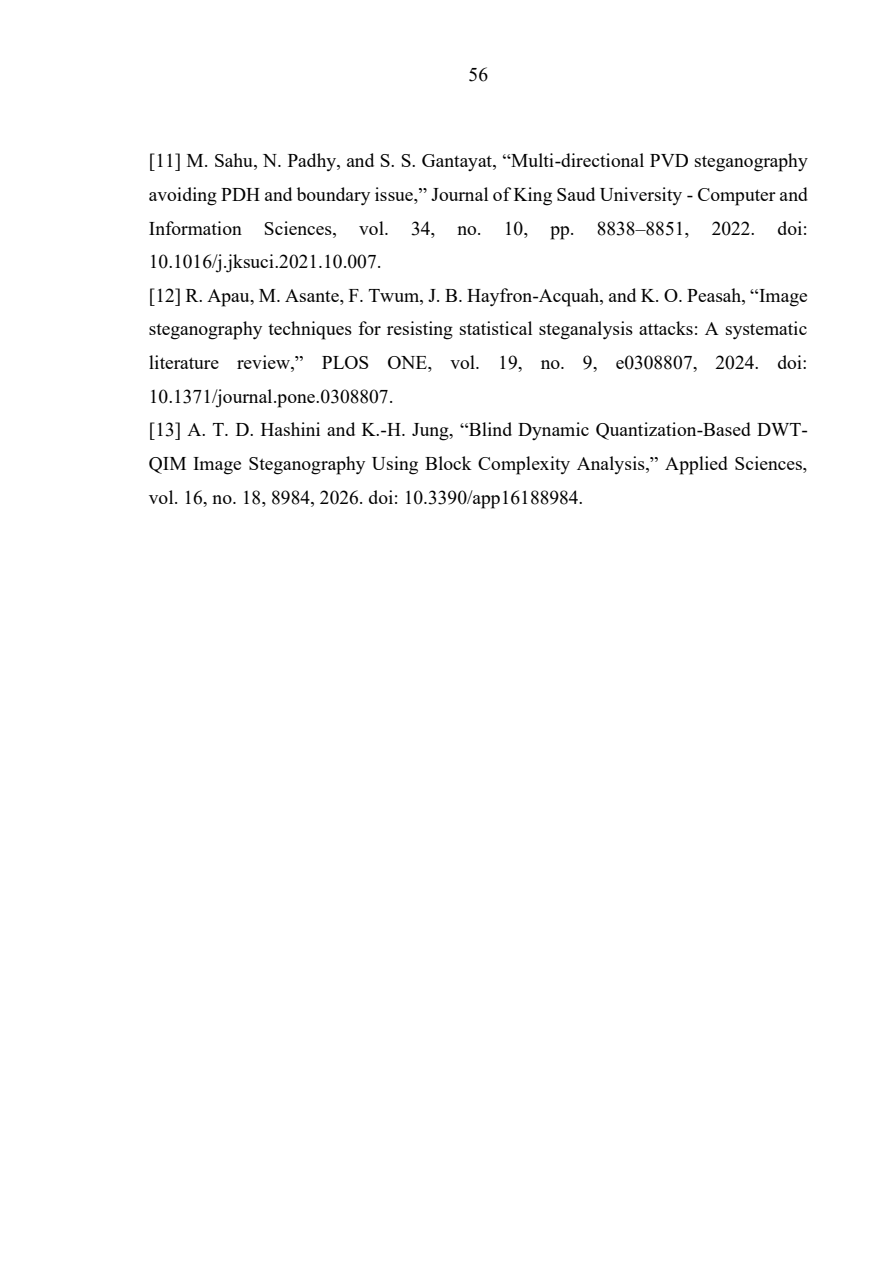 56
[11] M. Sahu, N. Padhy, and S. S. Gantayat, “Multi-directional PVD steganography
avoiding PDH and boundary issue,” Journal of King Saud University - Computer and
Information Sciences, vol. 34, no. 10, pp. 8838–8851, 2022. doi:
10.1016/j.jksuci.2021.10.007.
[12] R. Apau, M. Asante, F. Twum, J. B. Hayfron-Acquah, and K. O. Peasah, “Image
steganography techniques for resisting statistical steganalysis attacks: A systematic
literature review,” PLOS ONE, vol. 19, no. 9, e0308807, 2024. doi:
10.1371/journal.pone.0308807.
[13] A. T. D. Hashini and K.-H. Jung, “Blind Dynamic Quantization-Based DWT-
QIM Image Steganography Using Block Complexity Analysis,” Applied Sciences,
vol. 16, no. 18, 8984, 2026. doi: 10.3390/app16188984.